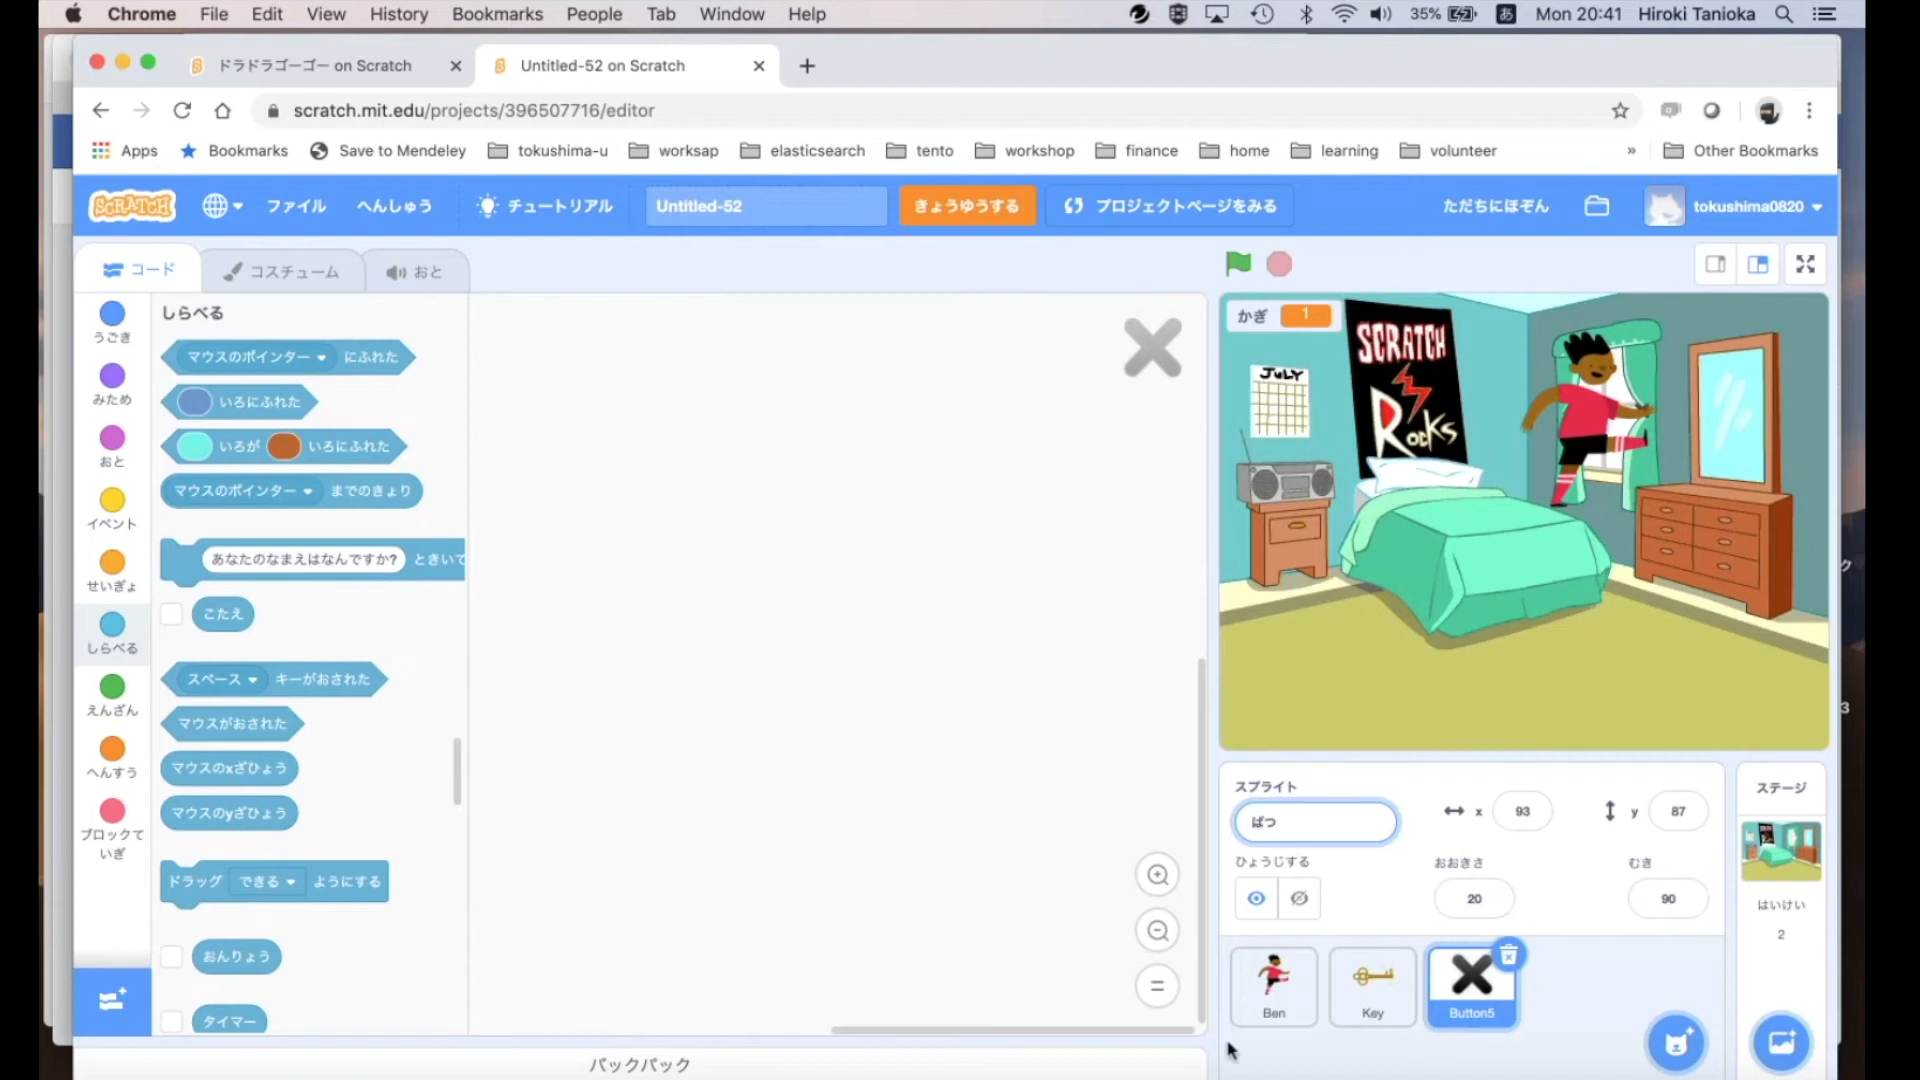 Chrome File Edit View History Bookmarks People Tab Window Help 35% あ Mon 20:41 Hiroki Tanioka
ドラドラゴーゴー on Scratch Untitled-52 on Scratch
scratch.mit.edu/projects/396507716/editor
Apps Bookmarks Save to Mendeley tokushima-u worksap elasticsearch tento workshop finance home learning volunteer » Other Bookmarks
SCRATCH ファイル へんしゅう チュートリアル Untitled-52 きょうゆうする プロジェクトページをみる ただちにほぞん tokushima0820
コード コスチューム おと
うごき
みため
おと
イベント
せいぎょ
しらべる
えんざん
へんすう
ブロックて
いぎ
しらべる
マウスのポインター にふれた
いろにふれた
いろが いろにふれた
マウスのポインター までのきょり
あなたのなまえはなんですか? ときいて
こたえ
スペース キーがおされた
マウスがおされた
マウスのxざひょう
マウスのyざひょう
ドラッグ できる ようにする
おんりょう
タイマー
バックパック
かぎ 1
JULY
SCRATCH
ROCKS
スプライト
ばつ x 93 y 87
ひょうじする おおきさ むき
20 90
Ben Key Button5
ステージ
はいけい
2